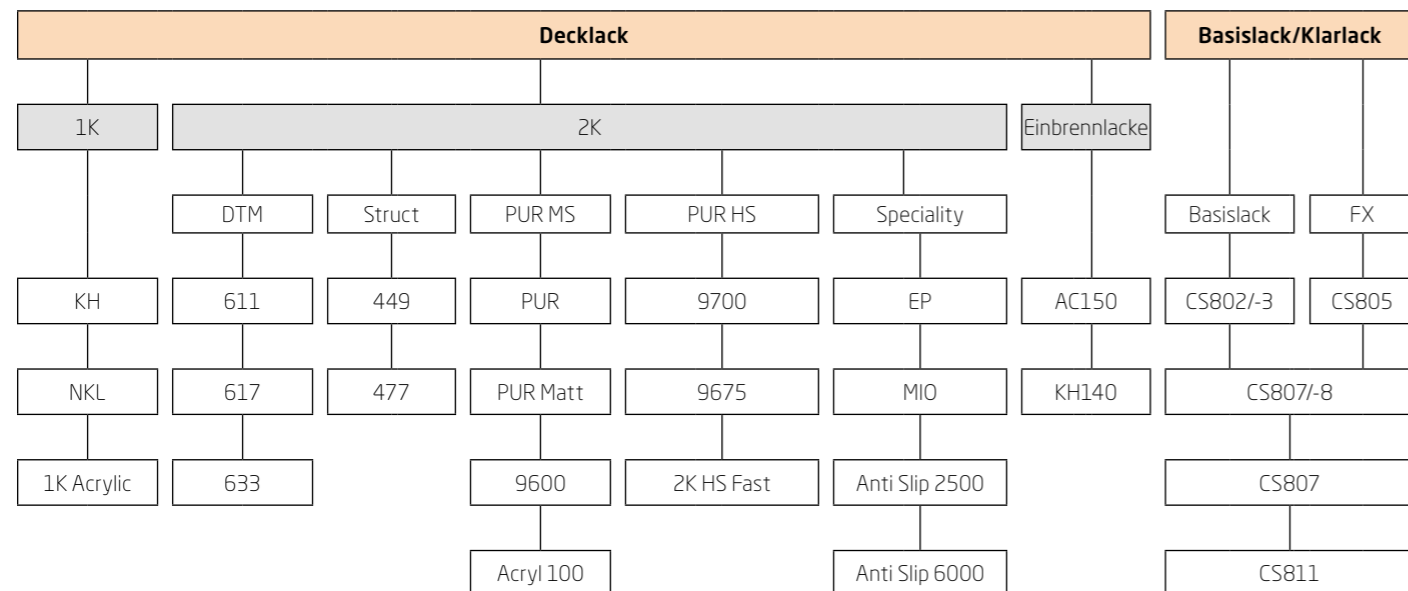 Decklack
Basislack/Klarlack
1K
2K
Einbrennlacke
DTM
Struct
PUR MS
PUR HS
Speciality
Basislack
FX
KH
611
449
PUR
9700
EP
AC150
CS802/-3
CS805
NKL
617
477
PUR Matt
9675
MIO
KH140
CS807/-8
1K Acrylic
633
9600
2K HS Fast
Anti Slip 2500
CS807
Acryl 100
Anti Slip 6000
CS811